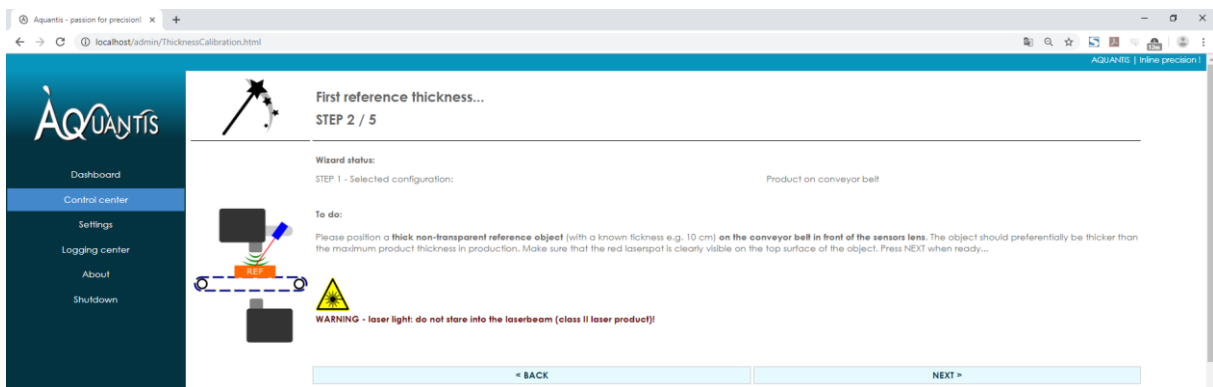 Aquantis - passion for precision!
localhost/admin/ThicknessCalibration.html
AQUANTIS | Inline precision !
AQUANTIS
First reference thickness...
STEP 2 / 5
Dashboard
Control center
Settings
Logging center
About
Shutdown
Wizard status:
STEP 1 - Selected configuration: Product on conveyor belt
To do:
Please position a thick non-transparent reference object (with a known tickness e.g. 10 cm) on the conveyor belt in front of the sensors lens. The object should preferentially be thicker than
the maximum product thickness in production. Make sure that the red laserspot is clearly visible on the top surface of the object. Press NEXT when ready...
REF
WARNING - laser light: do not stare into the laserbeam (class II laser product)!
« BACK
NEXT »